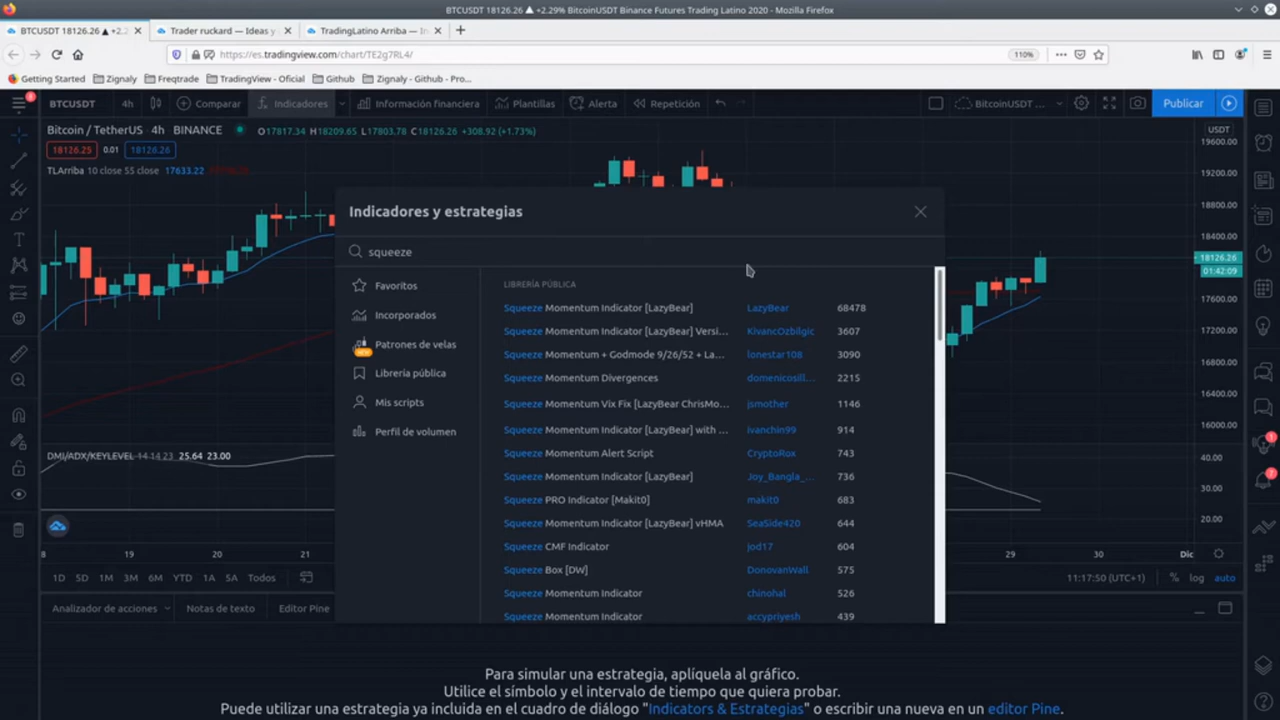 BTCUSDT 18126.26 ▲ +2.29% BitcoinUSDT Binance Futures Trading Latino 2020 - Mozilla Firefox
BTCUSDT 18126.26 ▲ +2.2
Trader ruckard — Ideas y
TradingLatino Arriba — In
https://es.tradingview.com/chart/TE2g7RL4/
110%
Getting Started
Zignaly
Freqtrade
TradingView - Oficial
Github
Zignaly - Github - Pro...
8
BTCUSDT
4h
Comparar
Indicadores
Información financiera
Plantillas
Alerta
Repetición
BitcoinUSDT ...
Publicar
Bitcoin / TetherUS 4h BINANCE
O17817.34 H18209.65 L17803.78 C18126.26 +308.92 (+1.73%)
USDT
18126.25
0.01
18126.26
TLArriba 10 close 55 close 17633.22
19600.00
19200.00
18800.00
18400.00
18126.26
01:42:09
17600.00
17200.00
16800.00
16400.00
16000.00
Indicadores y estrategias
squeeze
Favoritos
Incorporados
Patrones de velas
NEW
Librería pública
Mis scripts
Perfil de volumen
LIBRERÍA PÚBLICA
Squeeze Momentum Indicator [LazyBear] LazyBear 68478
Squeeze Momentum Indicator [LazyBear] Versi... KivancOzbilgic 3607
Squeeze Momentum + Godmode 9/26/52 + La... lonestar108 3090
Squeeze Momentum Divergences domenicosill... 2215
Squeeze Momentum Vix Fix [LazyBear ChrisMo... jsmother 1146
Squeeze Momentum Indicator [LazyBear] with ... ivanchin99 914
Squeeze Momentum Alert Script CryptoRox 743
Squeeze Momentum Indicator [LazyBear] Joy_Bangla_... 736
Squeeze PRO Indicator [Makit0] makit0 683
Squeeze Momentum Indicator [LazyBear] vHMA SeaSide420 644
Squeeze CMF Indicator jod17 604
Squeeze Box [DW] DonovanWall 575
Squeeze Momentum Indicator chinohal 526
Squeeze Momentum Indicator accypriyesh 439
DMI/ADX/KEYLEVEL 14 14 23 25.64 23.00
40.00
30.00
20.00
1
2
8
19
20
21
29
30
Dic
1D 5D 1M 3M 6M YTD 1A 5A Todos
11:17:50 (UTC+1)
%
log
auto
Analizador de acciones
Notas de texto
Editor Pine
Para simular una estrategia, aplíquela al gráfico.
Utilice el símbolo y el intervalo de tiempo que quiera probar.
Puede utilizar una estrategia ya incluida en el cuadro de diálogo "Indicators & Estrategias" o escribir una nueva en un editor Pine.